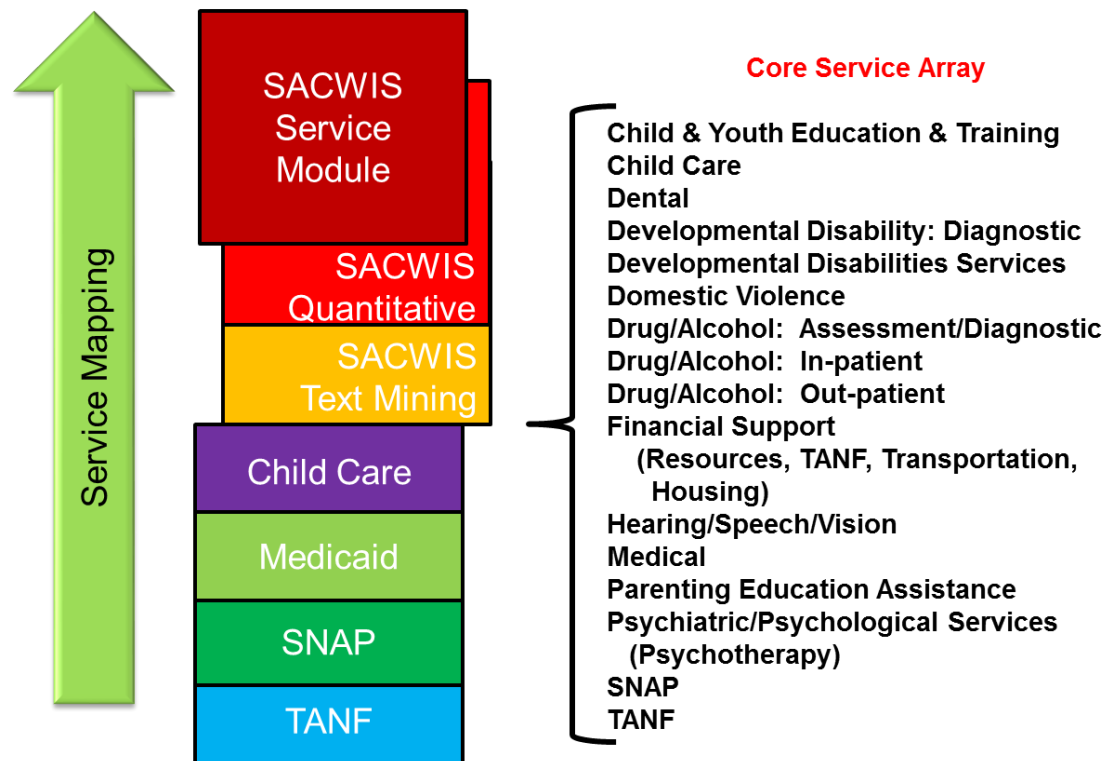 Service Mapping
SACWIS
Service
Module
SACWIS
Quantitative
SACWIS
Text Mining
Child Care
Medicaid
SNAP
TANF
Core Service Array
Child & Youth Education & Training
Child Care
Dental
Developmental Disability: Diagnostic
Developmental Disabilities Services
Domestic Violence
Drug/Alcohol: Assessment/Diagnostic
Drug/Alcohol: In-patient
Drug/Alcohol: Out-patient
Financial Support
(Resources, TANF, Transportation,
Housing)
Hearing/Speech/Vision
Medical
Parenting Education Assistance
Psychiatric/Psychological Services
(Psychotherapy)
SNAP
TANF